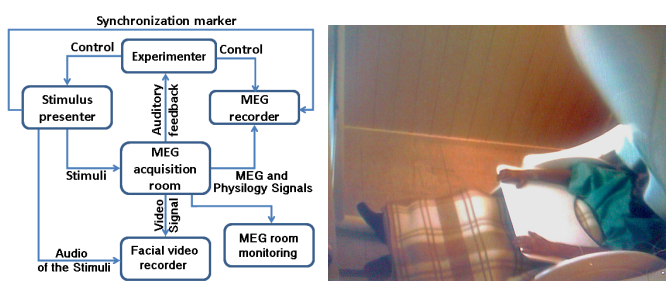 Synchronization marker
Control
Experimenter
Control
Stimulus
presenter
Auditory
feedback
MEG
recorder
MEG
acquisition
room
Stimuli
MEG and
Physilogy Signals
Video
Signal
Audio
of the Stimuli
Facial video
recorder
MEG room
monitoring